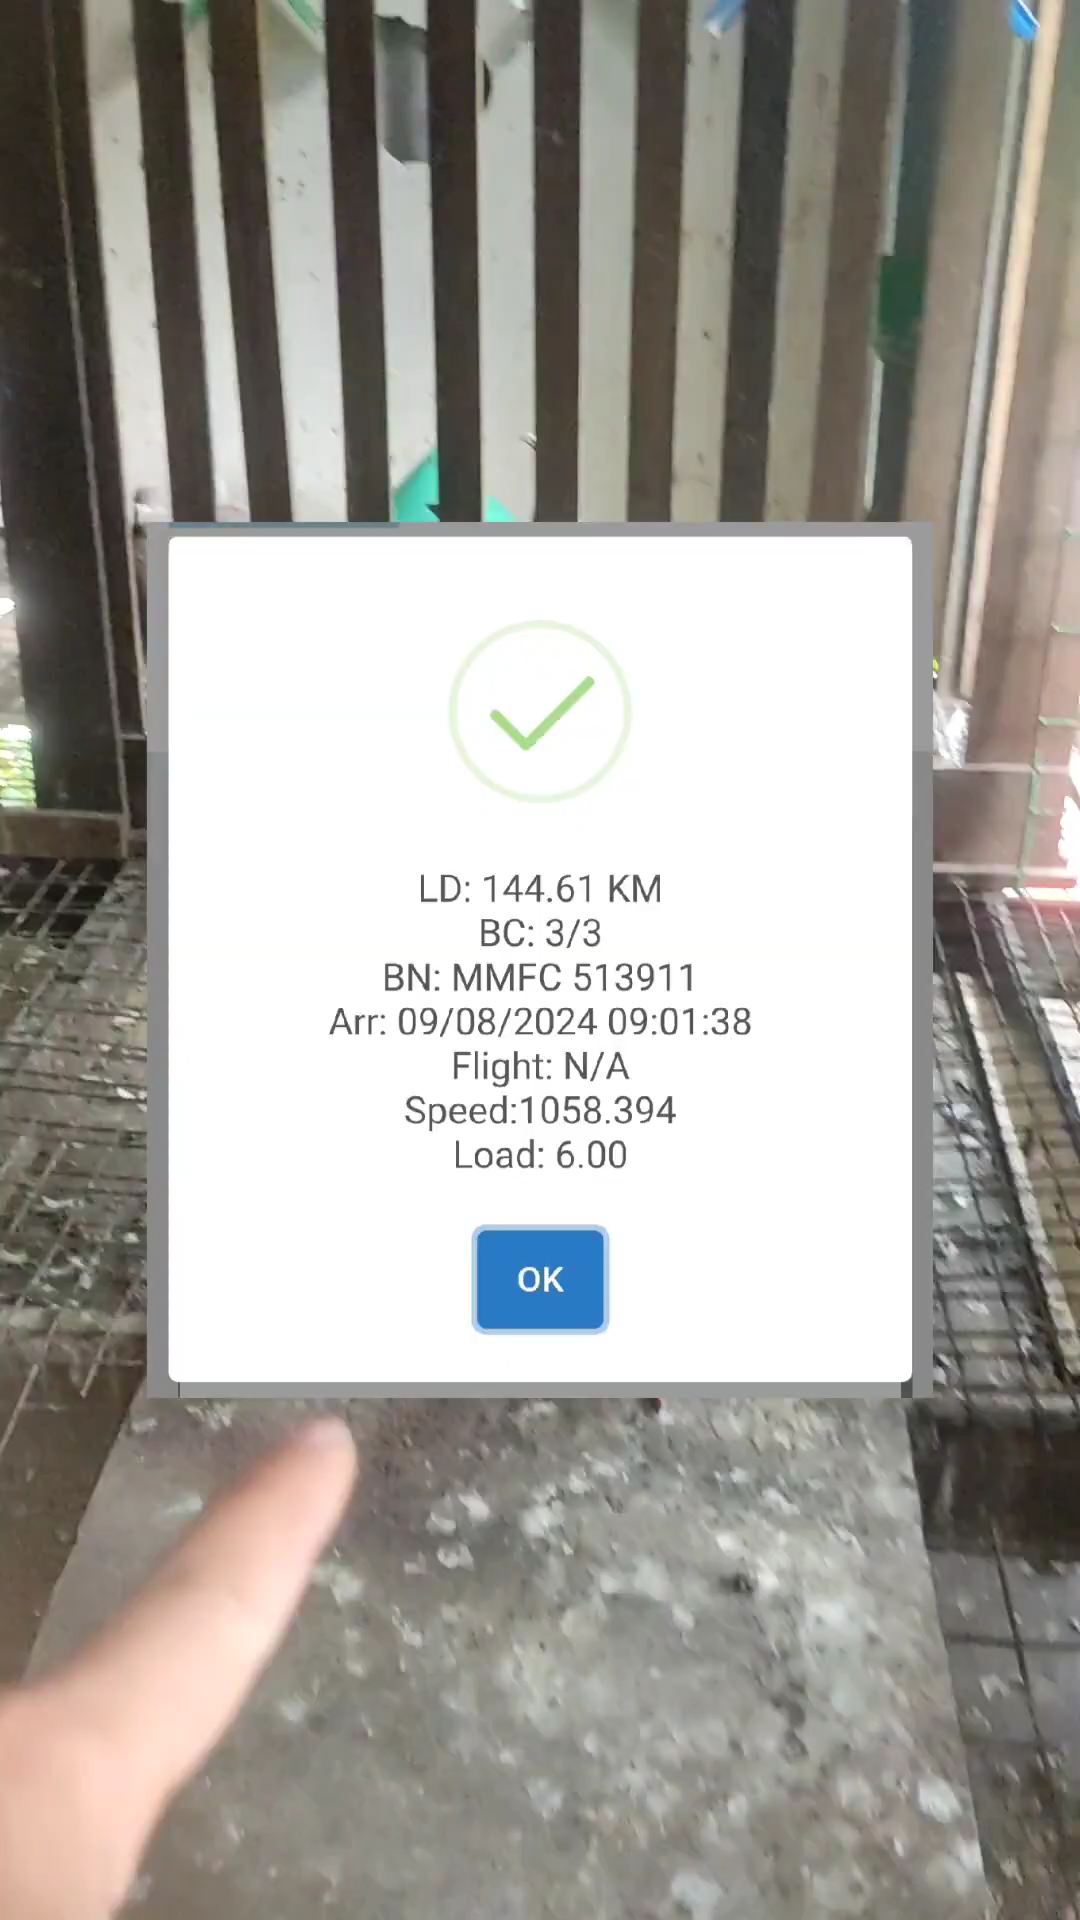 LD: 144.61 KM
BC: 3/3
BN: MMFC 513911
Arr: 09/08/2024 09:01:38
Flight: N/A
Speed:1058.394
Load: 6.00
OK